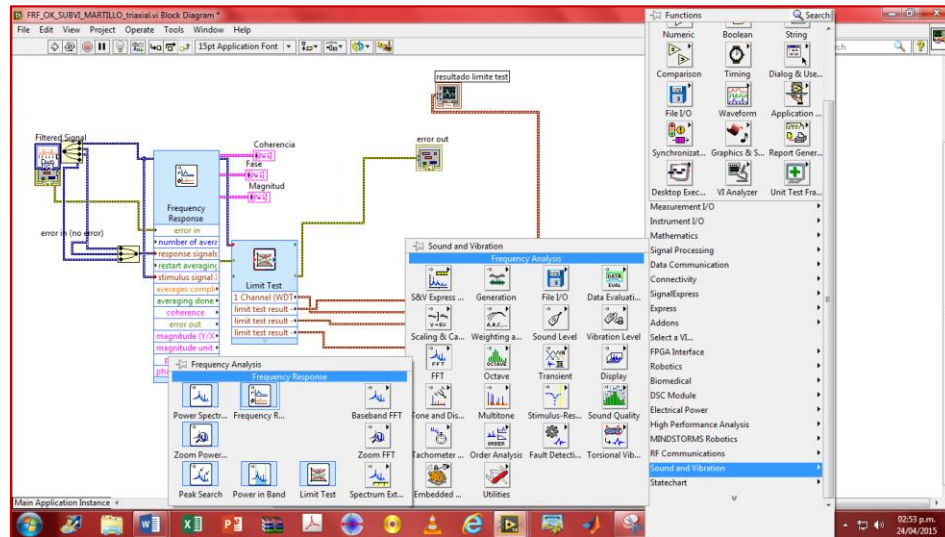 FRF_OK_SUBVI_MARTILLO_triaxial.vi Block Diagram *
File Edit View Project Operate Tools Window Help
15pt Application Font
resultado limite test
Filtered Signal
Coherencia
Fase
Magnitud
error out
error in (no error)
Frequency
Response
error in
number of avera
response signals
restart averaging
stimulus signal
averages compl
averaging done
coherence
error out
magnitude (Y/X
magnitude unit
Limit Test
1 Channel (WDT
limit test result
limit test result
limit test result
Frequency Analysis
Frequency Response
Power Spectr... Frequency R... Baseband FFT
Zoom Power... Zoom FFT
Peak Search Power in Band Limit Test Spectrum Ext...
Sound and Vibration
Frequency Analysis
S&V Express ... Generation File I/O Data Evaluati...
Scaling & Ca... Weighting a... Sound Level Vibration Level
FFT Octave Transient Display
Tone and Dis... Multitone Stimulus-Res... Sound Quality
Tachometer ... Order Analysis Fault Detecti... Torsional Vib...
Embedded ... Utilities
Functions Search
Numeric Boolean String
Comparison Timing Dialog & Use...
File I/O Waveform Application ...
Synchronizat... Graphics & S... Report Gener...
Desktop Exec... VI Analyzer Unit Test Fra...
Measurement I/O
Instrument I/O
Mathematics
Signal Processing
Data Communication
Connectivity
SignalExpress
Express
Addons
Select a VI...
FPGA Interface
Robotics
Biomedical
DSC Module
Electrical Power
High Performance Analysis
MINDSTORMS Robotics
RF Communications
Sound and Vibration
Statechart
Main Application Instance
02:53 p.m.
24/04/2015